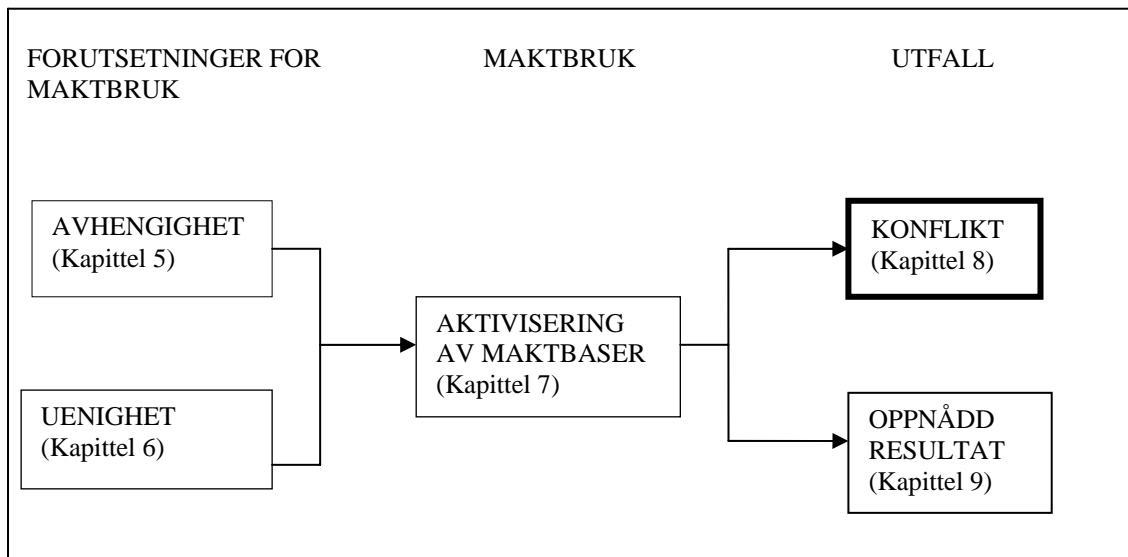 FORUTSETNINGER FOR
MAKTBRUK
MAKTBRUK
UTFALL
AVHENGIGHET
(Kapittel 5)
UENIGHET
(Kapittel 6)
AKTIVISERING
AV MAKTBASER
(Kapittel 7)
KONFLIKT
(Kapittel 8)
OPPNÅDD
RESULTAT
(Kapittel 9)